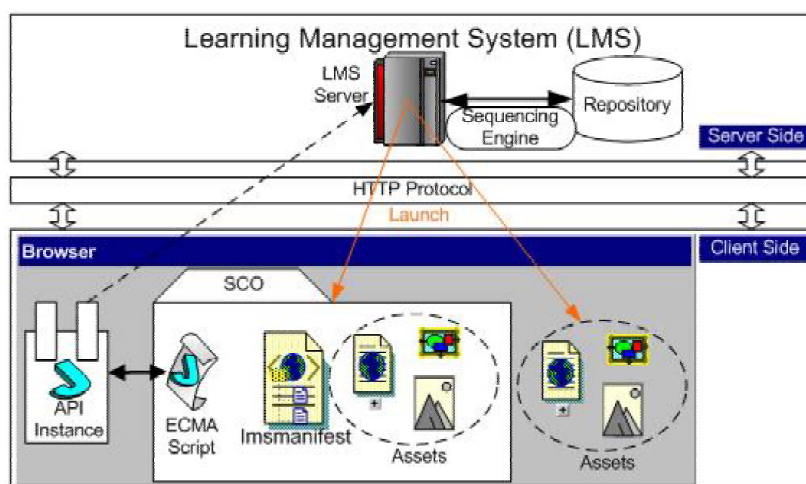 Learning Management System (LMS)
LMS
Server
Sequencing
Engine
Repository
Server Side
HTTP Protocol
Launch
Browser
Client Side
SCO
API
Instance
ECMA
Script
Imsmanifest
Assets
Assets